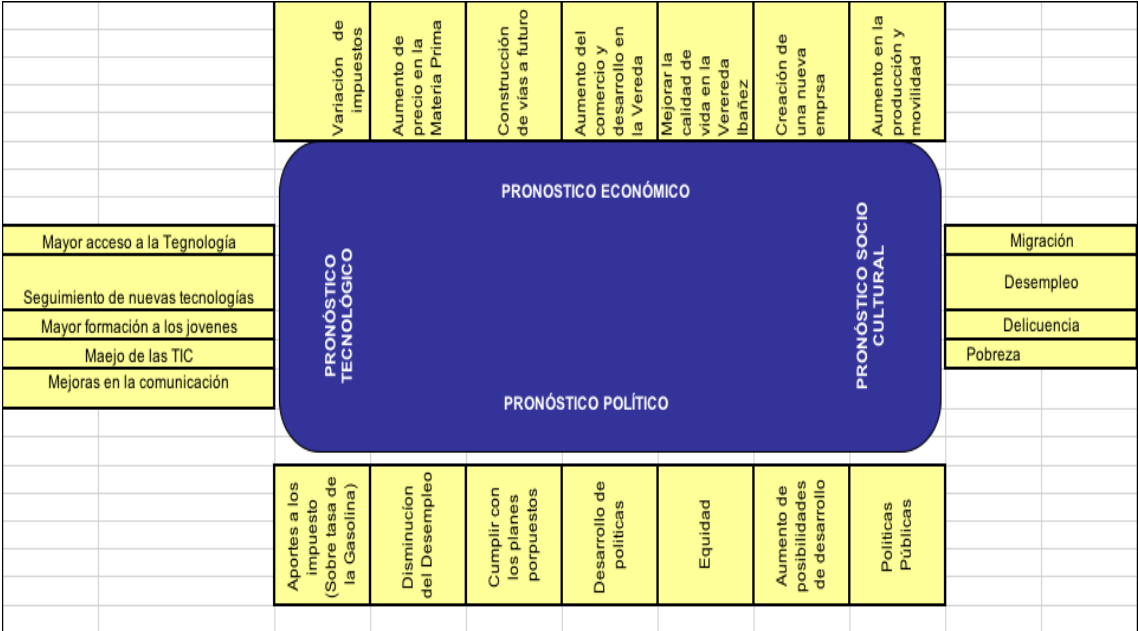 Variación de
impuestos
Aumento de
precio en la
Materia Prima
Construcción
de vías a futuro
Aumento del
comercio y
desarrollo en
la Vereda
Mejorar la
calidad de
vida en la
Verereda
Ibañez
Creación de
una nueva
emprsa
Aumento en la
producción y
movilidad
PRONOSTICO ECONÓMICO
Mayor acceso a la Tegnología
Seguimiento de nuevas tecnologías
Mayor formación a los jovenes
Maejo de las TIC
Mejoras en la comunicación
PRONÓSTICO
TECNOLÓGICO
PRONÓSTICO SOCIO
CULTURAL
Migración
Desempleo
Delicuencia
Pobreza
PRONÓSTICO POLÍTICO
Aportes a los
impuesto
(Sobre tasa de
la Gasolina)
Disminucíon
del Desempleo
Cumplir con
los planes
porpuestos
Desarrollo de
politicas
Equidad
Aumento de
posibilidades
de desarrollo
Politicas
Públicas